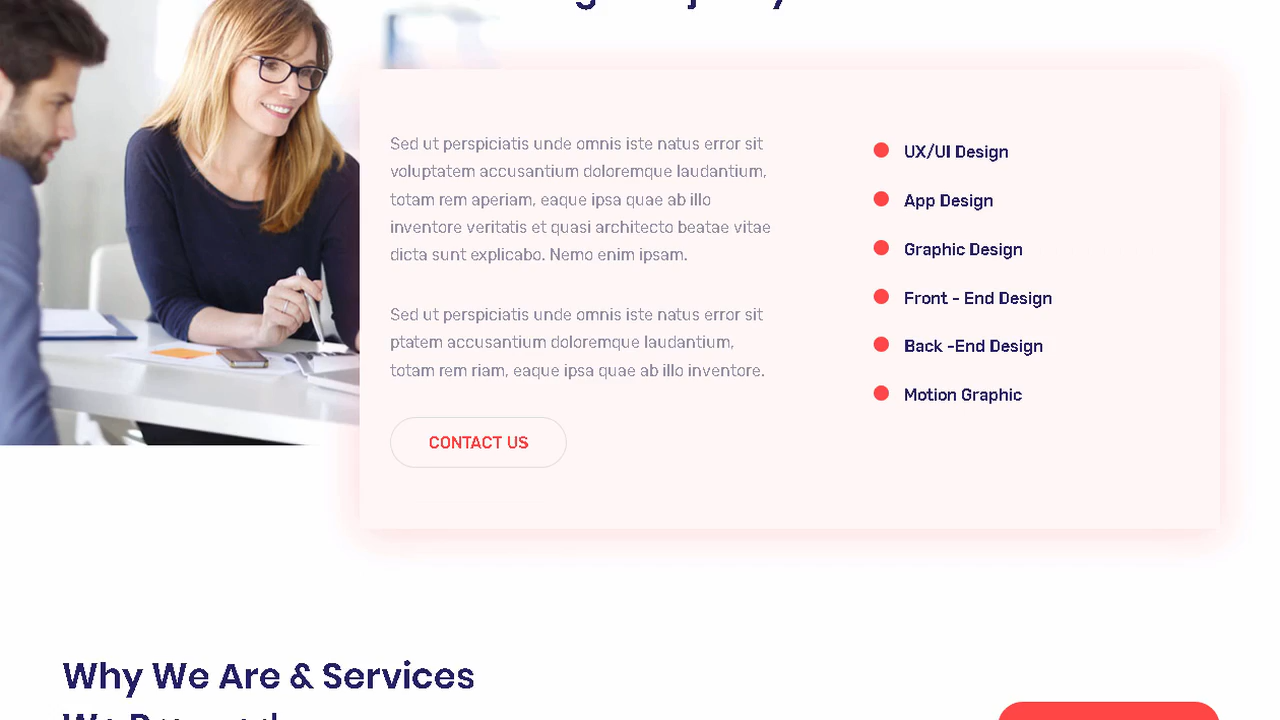 Sed ut perspiciatis unde omnis iste natus error sit
voluptatem accusantium doloremque laudantium,
totam rem aperiam, eaque ipsa quae ab illo
inventore veritatis et quasi architecto beatae vitae
dicta sunt explicabo. Nemo enim ipsam.
Sed ut perspiciatis unde omnis iste natus error sit
ptatem accusantium doloremque laudantium,
totam rem riam, eaque ipsa quae ab illo inventore.
CONTACT US
UX/UI Design
App Design
Graphic Design
Front - End Design
Back -End Design
Motion Graphic
Why We Are & Services
We